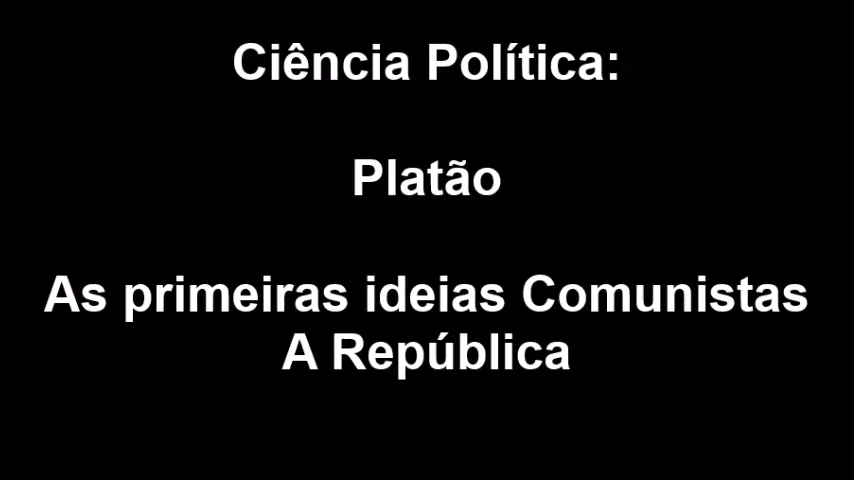 Ciência Política:
Platão
As primeiras ideias Comunistas
A República